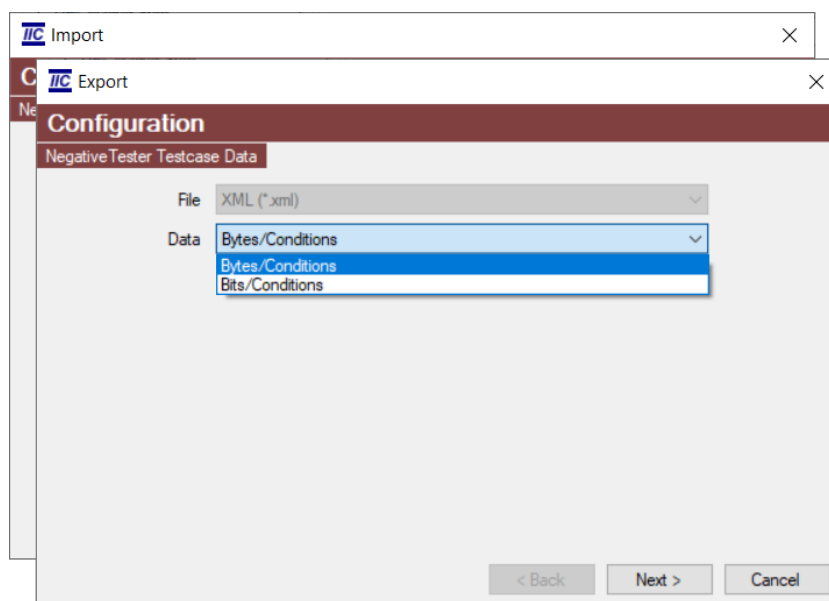 IIC Import
C
IIC Export
Ne
Configuration
NegativeTester Testcase Data
File XML (*.xml)
Data Bytes/Conditions
Bytes/Conditions
Bits/Conditions
< Back Next > Cancel